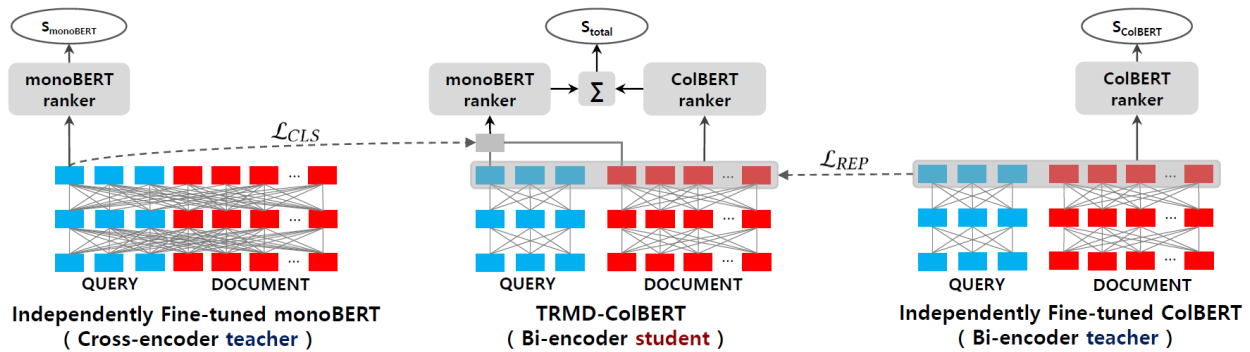 SmonoBERT
monoBERT
ranker
QUERY
DOCUMENT
...
...
...
Independently Fine-tuned monoBERT
( Cross-encoder teacher )
ℒCLS
Stotal
monoBERT
ranker
Σ
ColBERT
ranker
...
...
...
QUERY
DOCUMENT
TRMD-ColBERT
( Bi-encoder student )
ℒREP
SColBERT
ColBERT
ranker
...
...
...
QUERY
DOCUMENT
Independently Fine-tuned ColBERT
( Bi-encoder teacher )